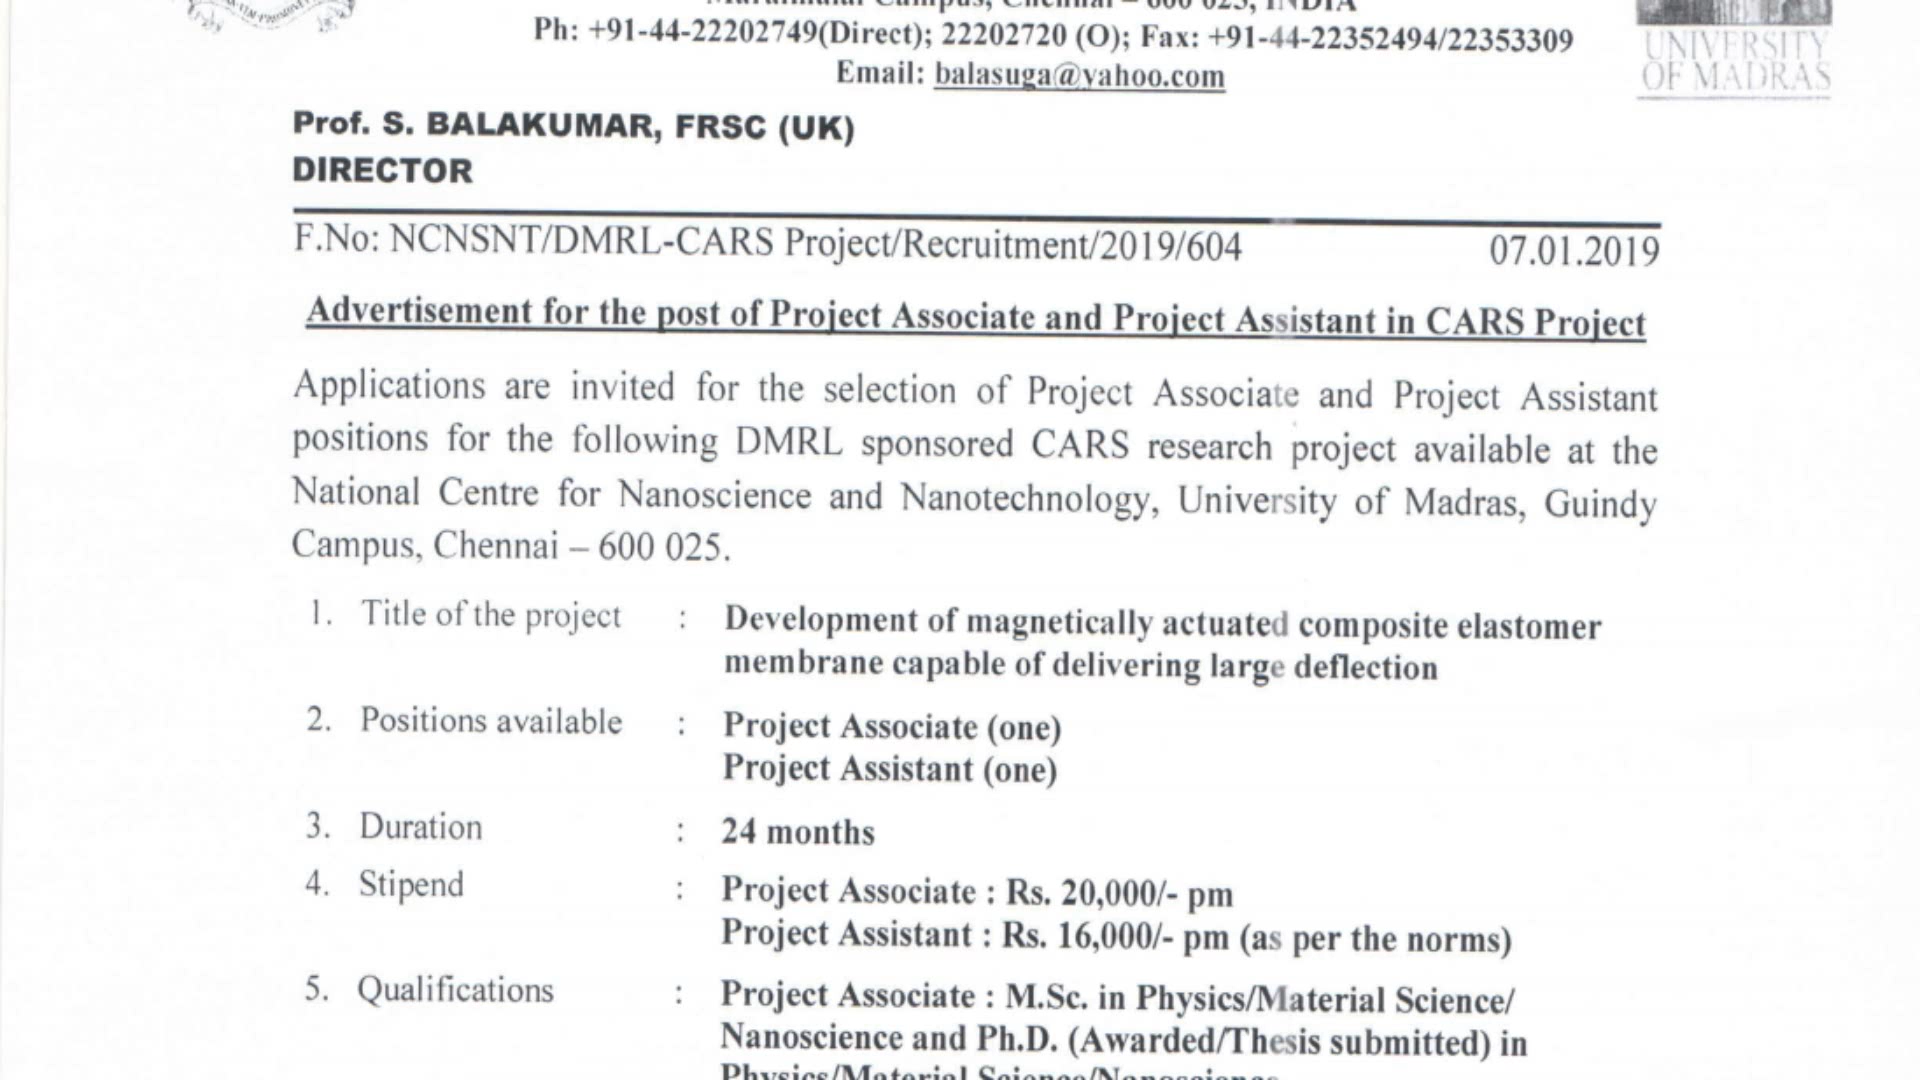 Ph: +91-44-22202749(Direct); 22202720 (O); Fax: +91-44-22352494/22353309
Email: balasuga@yahoo.com
UNIVERSITY
OF MADRAS
Prof. S. BALAKUMAR, FRSC (UK)
DIRECTOR
F.No: NCNSNT/DMRL-CARS Project/Recruitment/2019/604 07.01.2019
Advertisement for the post of Project Associate and Project Assistant in CARS Project
Applications are invited for the selection of Project Associate and Project Assistant
positions for the following DMRL sponsored CARS research project available at the
National Centre for Nanoscience and Nanotechnology, University of Madras, Guindy
Campus, Chennai – 600 025.
1. Title of the project : Development of magnetically actuated composite elastomer
membrane capable of delivering large deflection
2. Positions available : Project Associate (one)
Project Assistant (one)
3. Duration : 24 months
4. Stipend : Project Associate : Rs. 20,000/- pm
Project Assistant : Rs. 16,000/- pm (as per the norms)
5. Qualifications : Project Associate : M.Sc. in Physics/Material Science/
Nanoscience and Ph.D. (Awarded/Thesis submitted) in
Physics/Material Science/Nanoscience